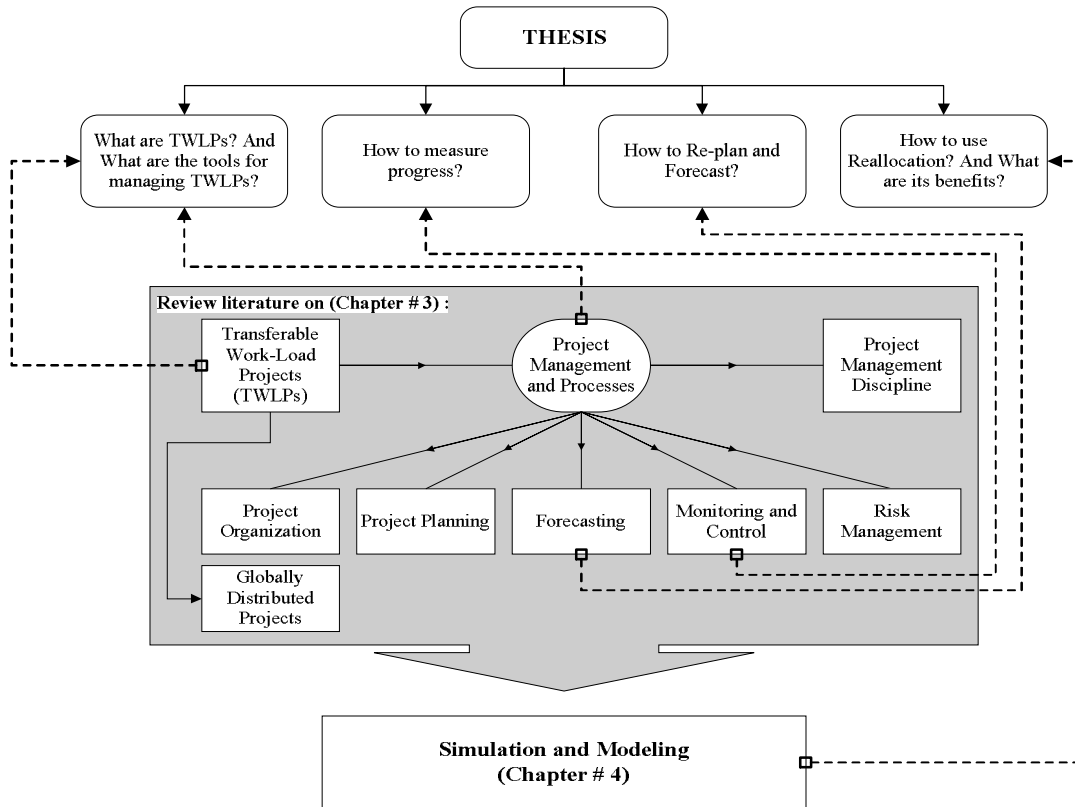 THESIS
What are TWLPs? And
What are the tools for
managing TWLPs?
How to measure
progress?
How to Re-plan and
Forecast?
How to use
Reallocation? And What
are its benefits?
Review literature on (Chapter # 3) :
Transferable
Work-Load
Projects
(TWLPs)
Project
Management
and Processes
Project
Management
Discipline
Project
Organization
Project Planning
Forecasting
Monitoring and
Control
Risk
Management
Globally
Distributed
Projects
Simulation and Modeling
(Chapter # 4)